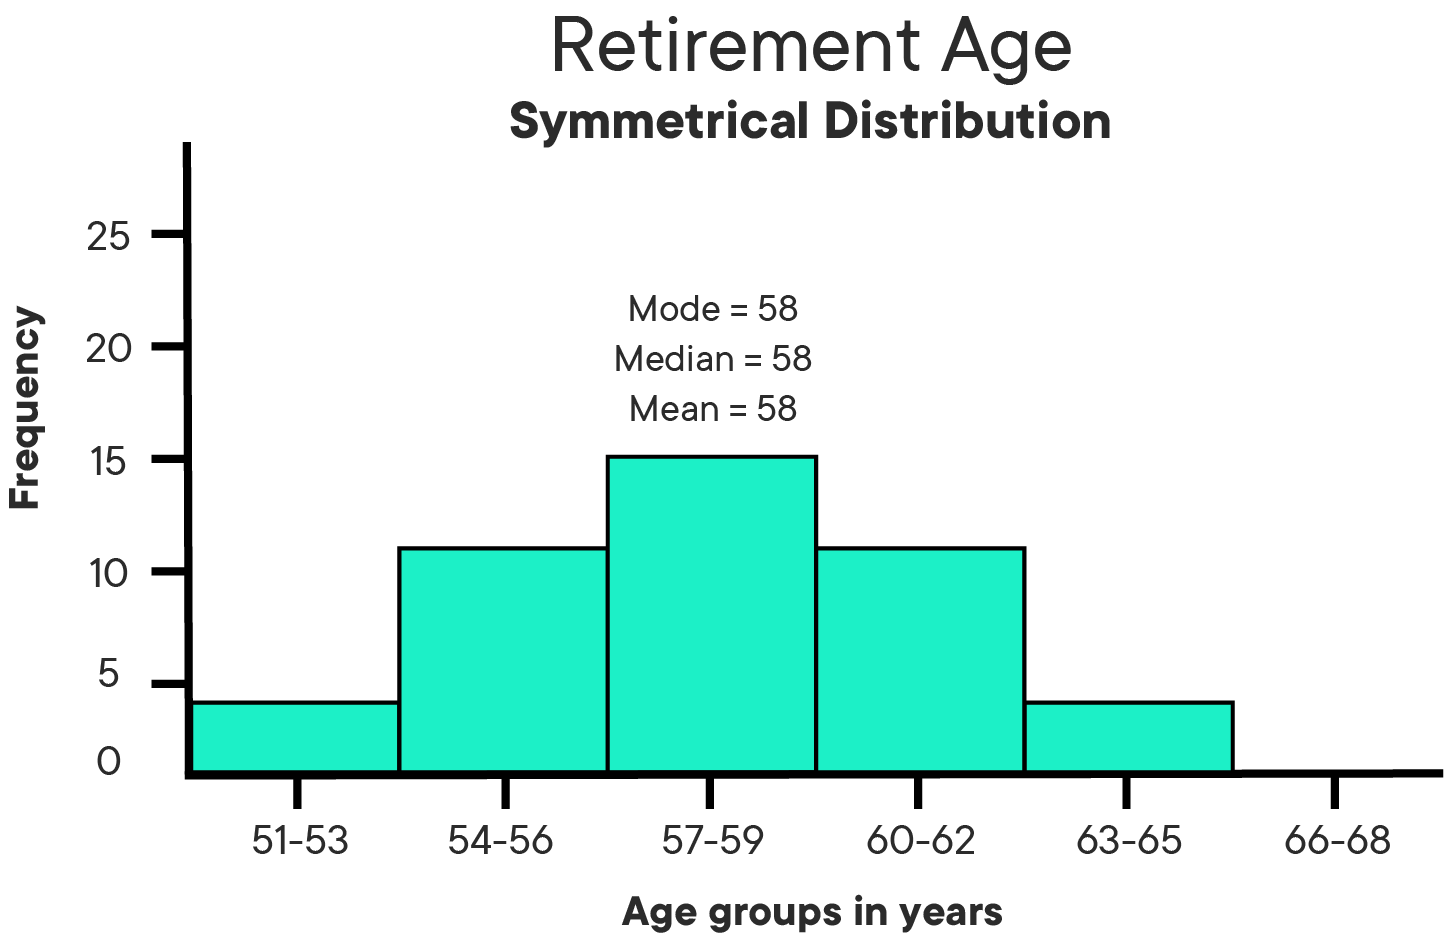 Retirement Age
Symmetrical Distribution
25
20
15
10
5
0
Frequency
Mode = 58
Median = 58
Mean = 58
51-53
54-56
57-59
60-62
63-65
66-68
Age groups in years